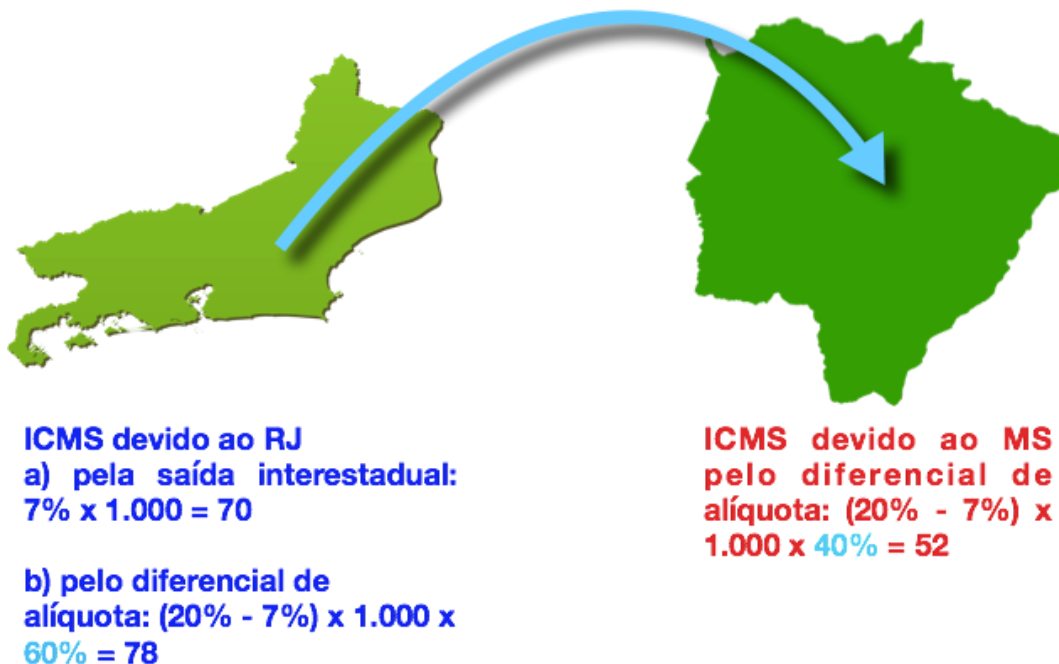 ICMS devido ao RJ
a) pela saída interestadual:
7% x 1.000 = 70
b) pelo diferencial de
alíquota: (20% - 7%) x 1.000 x
60% = 78
ICMS devido ao MS
pelo diferencial de
alíquota: (20% - 7%) x
1.000 x 40% = 52